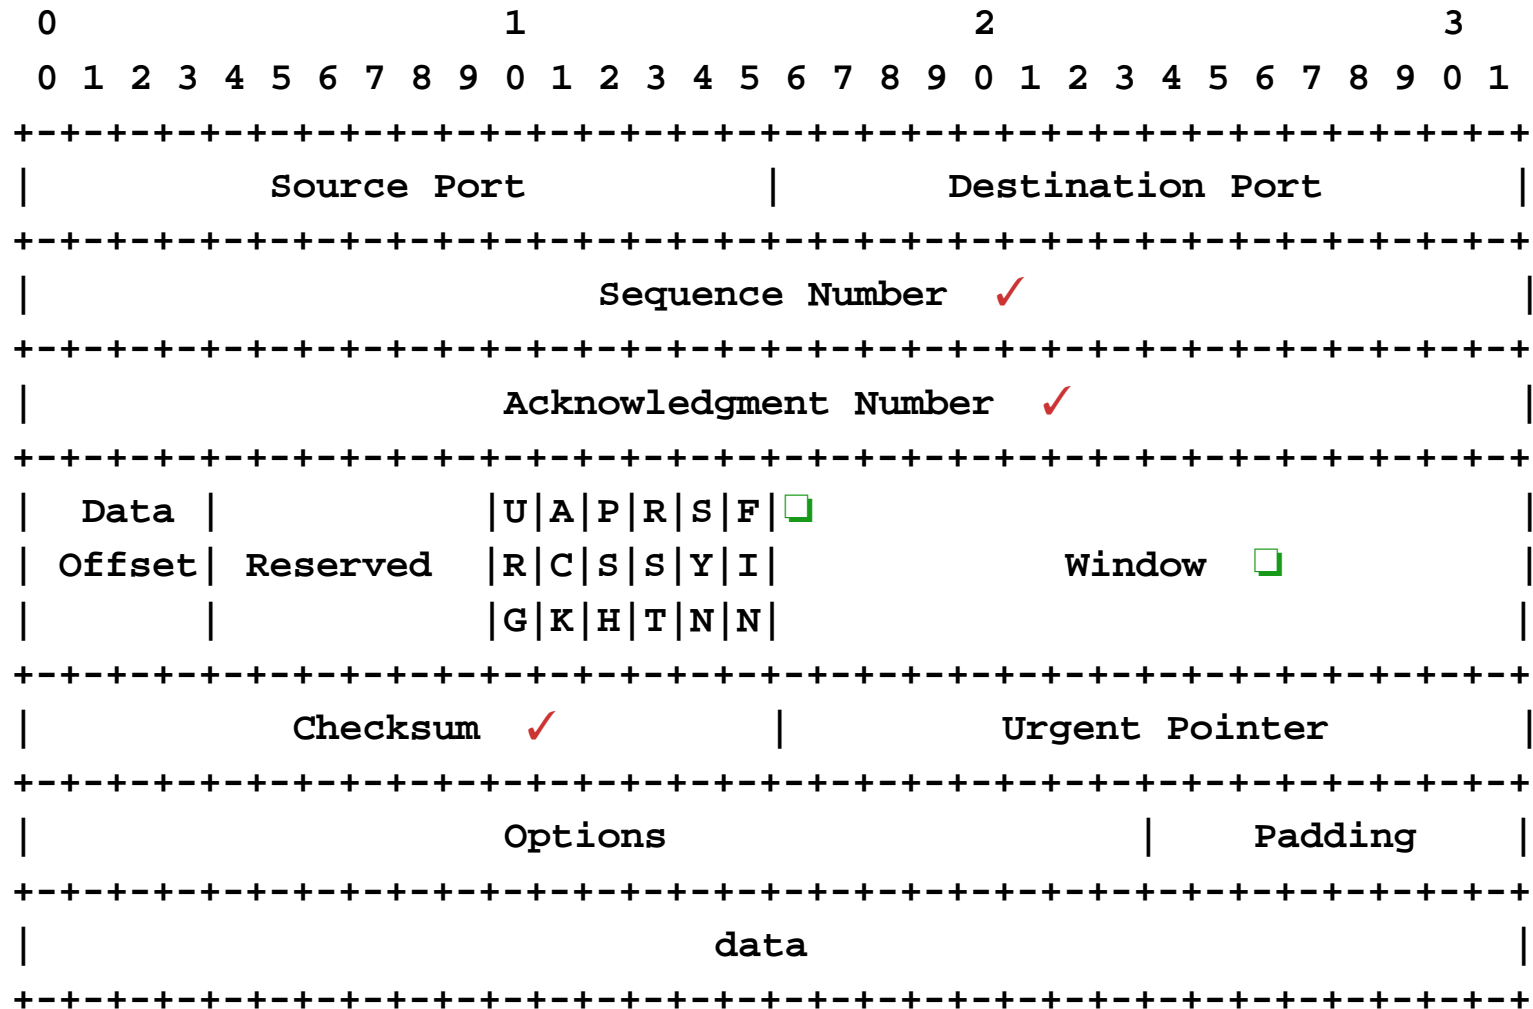 0                   1                   2                   3
 0 1 2 3 4 5 6 7 8 9 0 1 2 3 4 5 6 7 8 9 0 1 2 3 4 5 6 7 8 9 0 1
+-+-+-+-+-+-+-+-+-+-+-+-+-+-+-+-+-+-+-+-+-+-+-+-+-+-+-+-+-+-+-+-+
|          Source Port          |       Destination Port        |
+-+-+-+-+-+-+-+-+-+-+-+-+-+-+-+-+-+-+-+-+-+-+-+-+-+-+-+-+-+-+-+-+
|                        Sequence Number  ✓                     |
+-+-+-+-+-+-+-+-+-+-+-+-+-+-+-+-+-+-+-+-+-+-+-+-+-+-+-+-+-+-+-+-+
|                    Acknowledgment Number  ✓                   |
+-+-+-+-+-+-+-+-+-+-+-+-+-+-+-+-+-+-+-+-+-+-+-+-+-+-+-+-+-+-+-+-+
|  Data |           |U|A|P|R|S|F|❏                              |
| Offset| Reserved  |R|C|S|S|Y|I|            Window  ❏          |
|       |           |G|K|H|T|N|N|                               |
+-+-+-+-+-+-+-+-+-+-+-+-+-+-+-+-+-+-+-+-+-+-+-+-+-+-+-+-+-+-+-+-+
|           Checksum  ✓         |         Urgent Pointer        |
+-+-+-+-+-+-+-+-+-+-+-+-+-+-+-+-+-+-+-+-+-+-+-+-+-+-+-+-+-+-+-+-+
|                    Options                    |    Padding    |
+-+-+-+-+-+-+-+-+-+-+-+-+-+-+-+-+-+-+-+-+-+-+-+-+-+-+-+-+-+-+-+-+
|                             data                              |
+-+-+-+-+-+-+-+-+-+-+-+-+-+-+-+-+-+-+-+-+-+-+-+-+-+-+-+-+-+-+-+-+